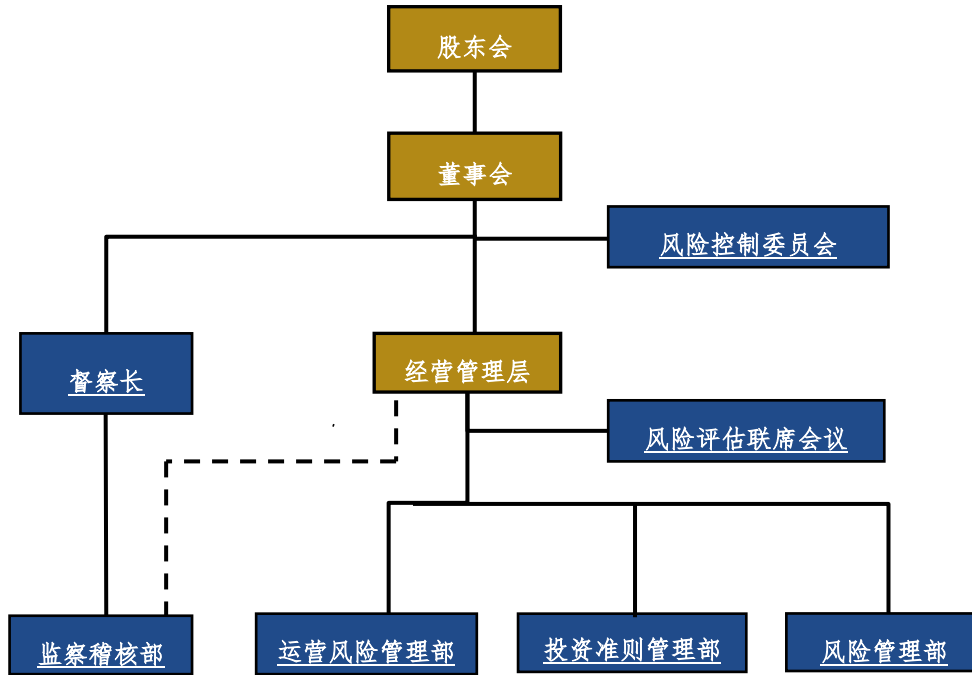 股东会
董事会
风险控制委员会
督察长
经营管理层
风险评估联席会议
监察稽核部
运营风险管理部
投资准则管理部
风险管理部